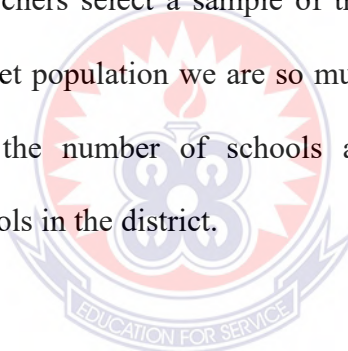 chers select a sample of th
et population we are so mu
the number of schools a
ols in the district.
EDUCATION FOR SERVICE